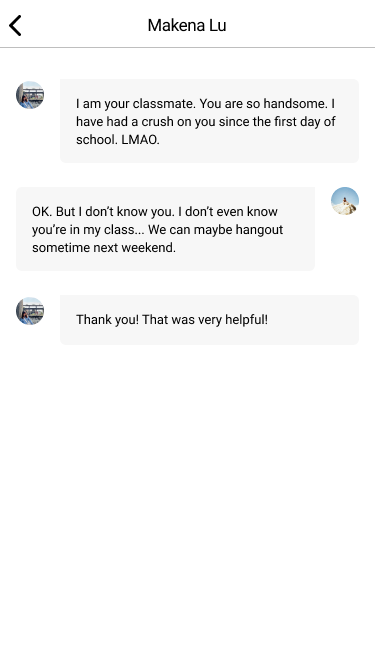 Makena Lu
I am your classmate. You are so handsome. I
have had a crush on you since the first day of
school. LMAO.
OK. But I don’t know you. I don’t even know
you’re in my class... We can maybe hangout
sometime next weekend.
Thank you! That was very helpful!